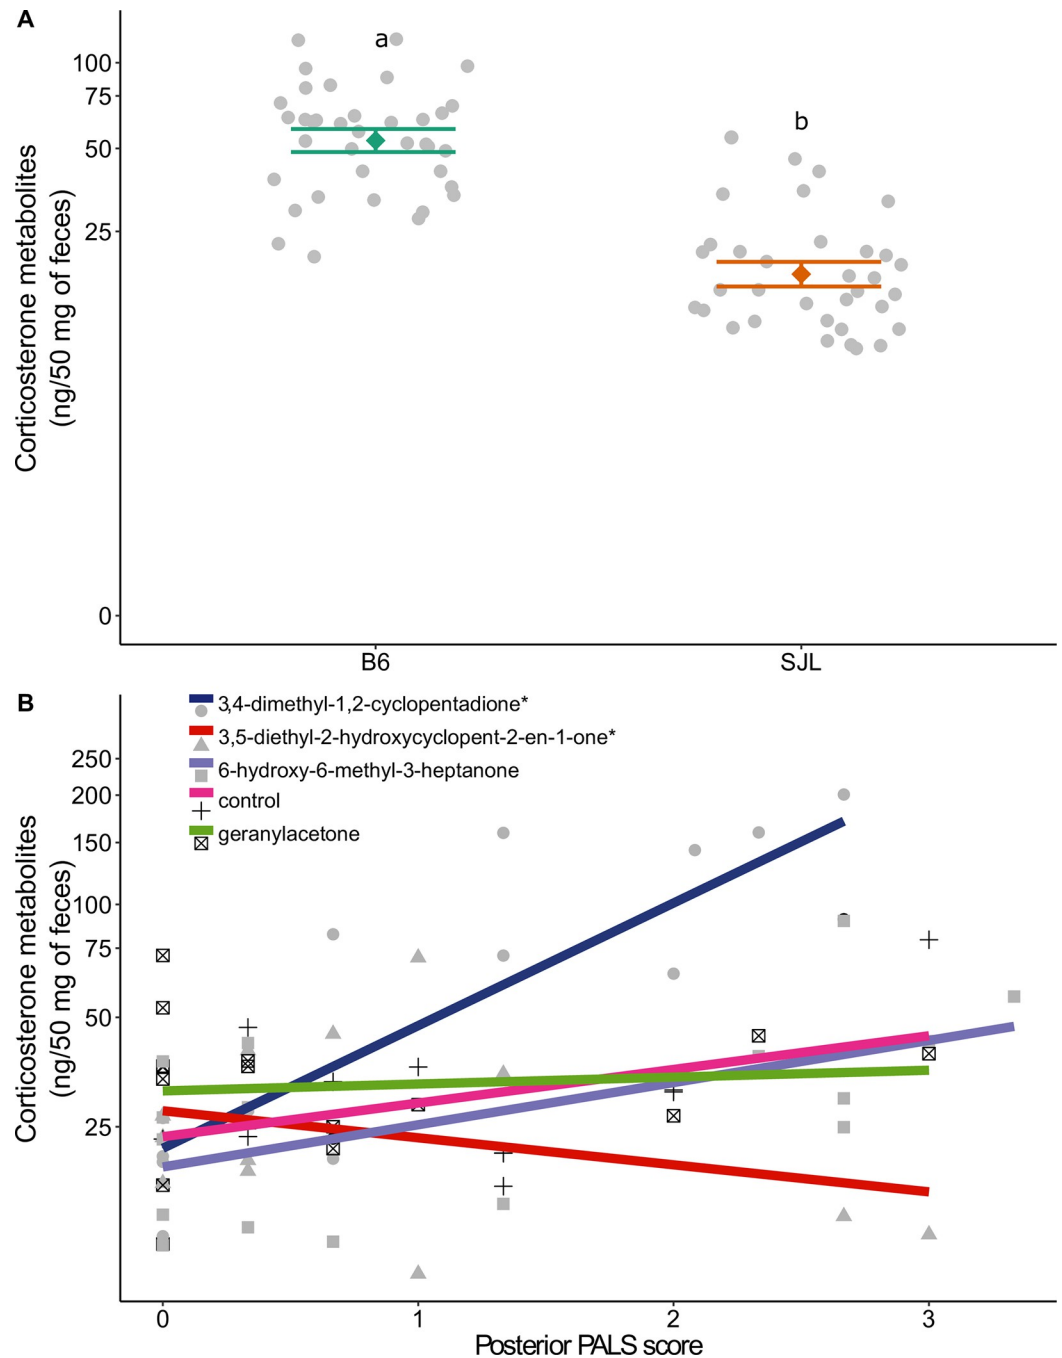 A
a
b
Corticosterone metabolites
(ng/50 mg of feces)
100
75
50
25
0
B6 SJL
B
3,4-dimethyl-1,2-cyclopentadione*
3,5-diethyl-2-hydroxycyclopent-2-en-1-one*
6-hydroxy-6-methyl-3-heptanone
control
geranylacetone
Corticosterone metabolites
(ng/50 mg of feces)
250
200
150
100
75
50
25
0 1 2 3
Posterior PALS score